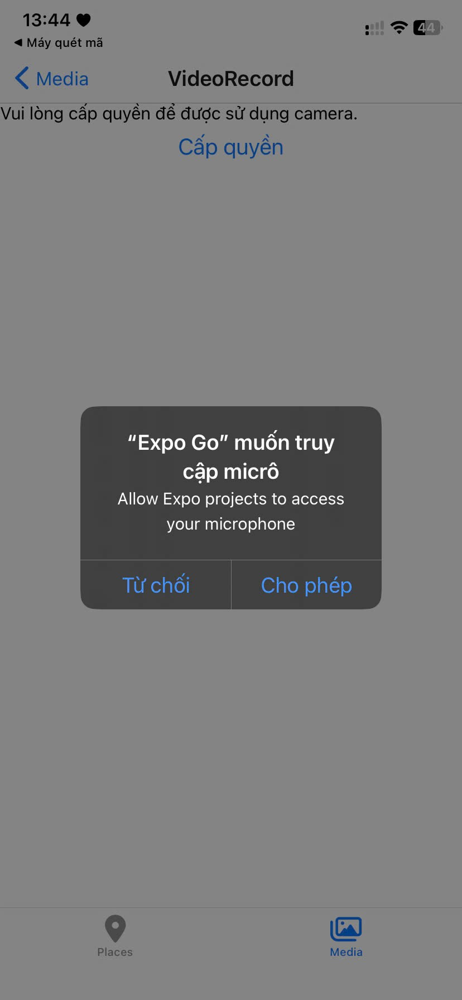 13:44
◀ Máy quét mã
44
Media
VideoRecord
Vui lòng cấp quyền để được sử dụng camera.
Cấp quyền
“Expo Go” muốn truy
cập micrô
Allow Expo projects to access
your microphone
Từ chối
Cho phép
Places
Media